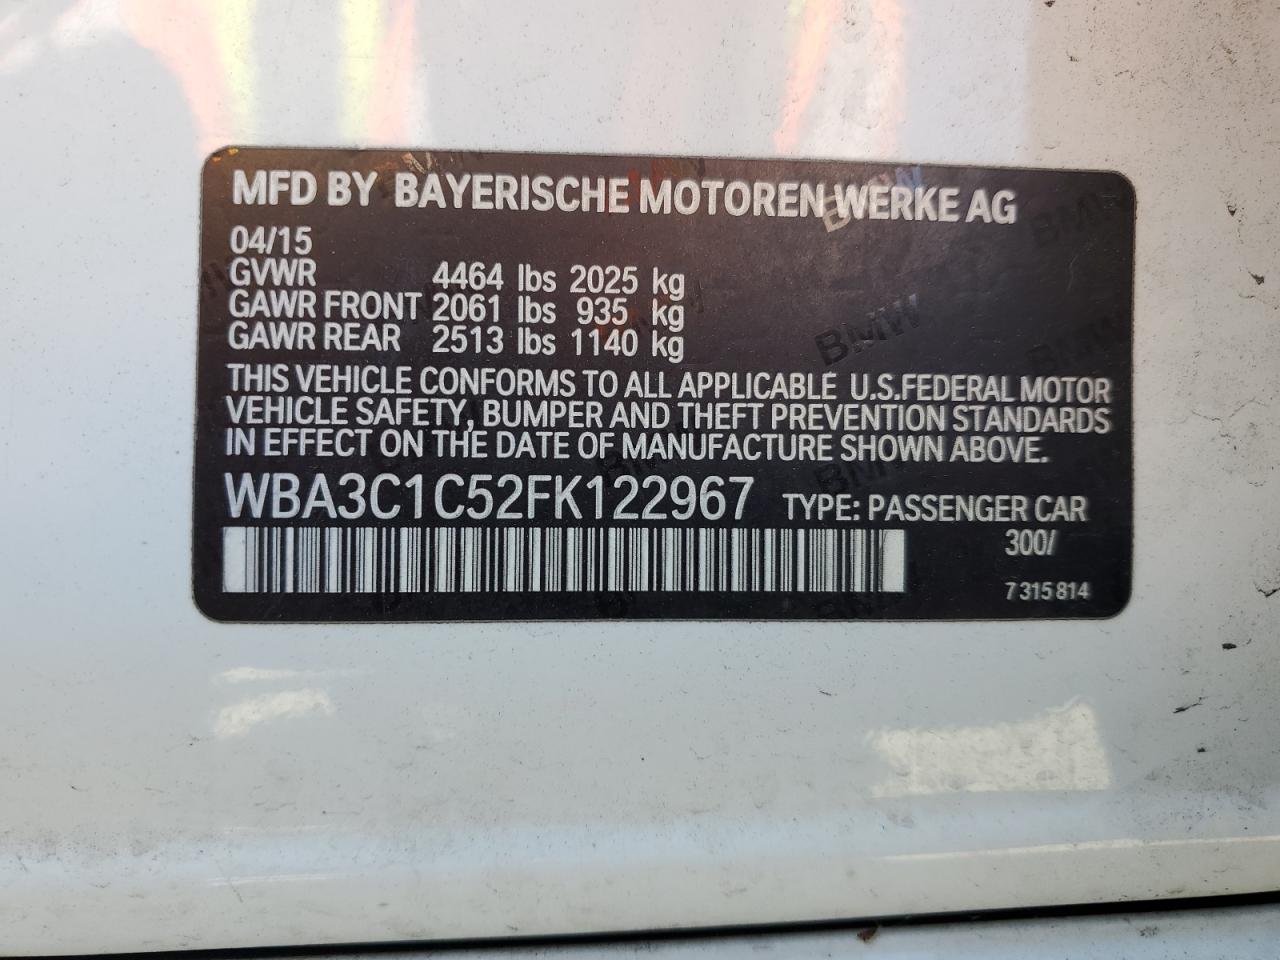 MFD BY BAYERISCHE MOTOREN WERKE AG
04/15
GVWR 4464 lbs 2025 kg
GAWR FRONT 2061 lbs 935 kg
GAWR REAR 2513 lbs 1140 kg
THIS VEHICLE CONFORMS TO ALL APPLICABLE U.S.FEDERAL MOTOR
VEHICLE SAFETY, BUMPER AND THEFT PREVENTION STANDARDS
IN EFFECT ON THE DATE OF MANUFACTURE SHOWN ABOVE.
WBA3C1C52FK122967 TYPE: PASSENGER CAR
300/
7 315 814